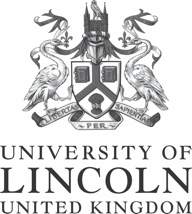 LIBERTAS PER SAPIENTIAM
UNIVERSITY OF
LINCOLN
UNITED KINGDOM